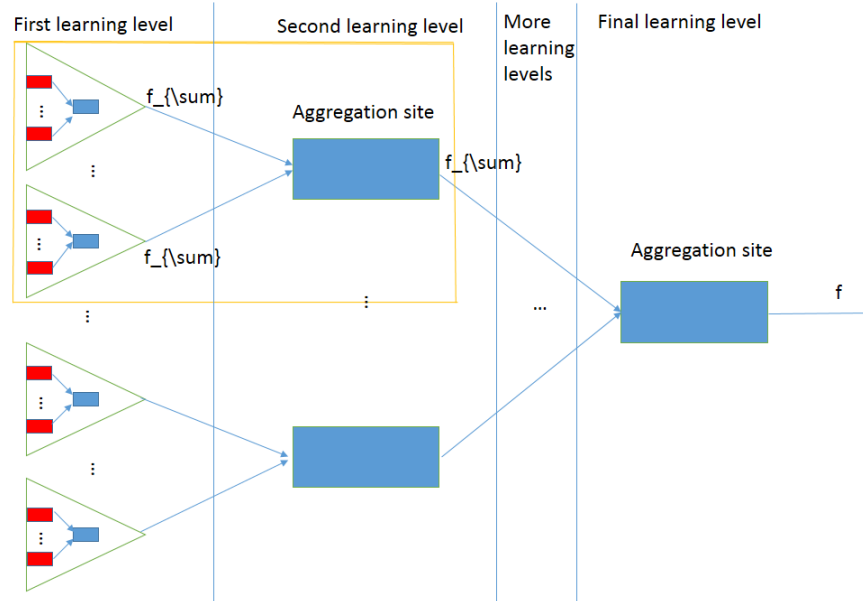 First learning level
Second learning level
More
learning
levels
Final learning level
f_{\sum}
Aggregation site
f_{\sum}
f_{\sum}
Aggregation site
f
...
...
...
...
...
...
...
...
...